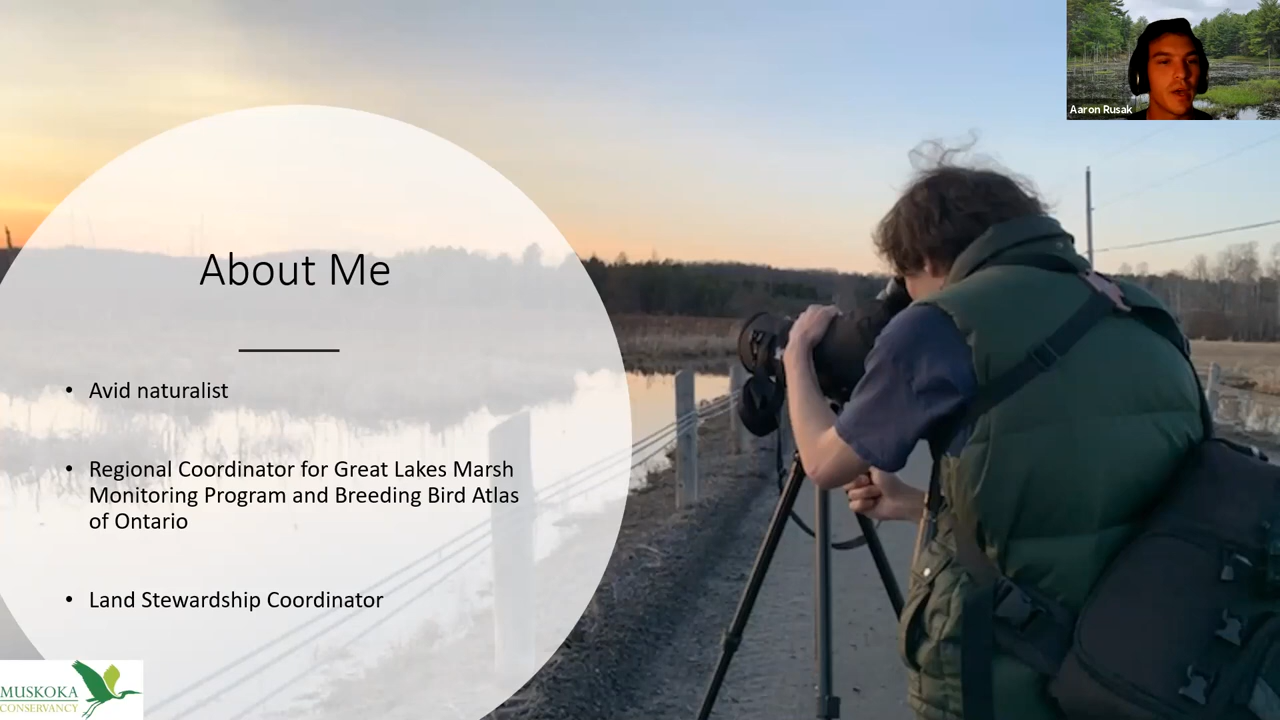 Aaron Rusak
About Me
• Avid naturalist
• Regional Coordinator for Great Lakes Marsh
Monitoring Program and Breeding Bird Atlas
of Ontario
• Land Stewardship Coordinator
MUSKOKA
CONSERVANCY